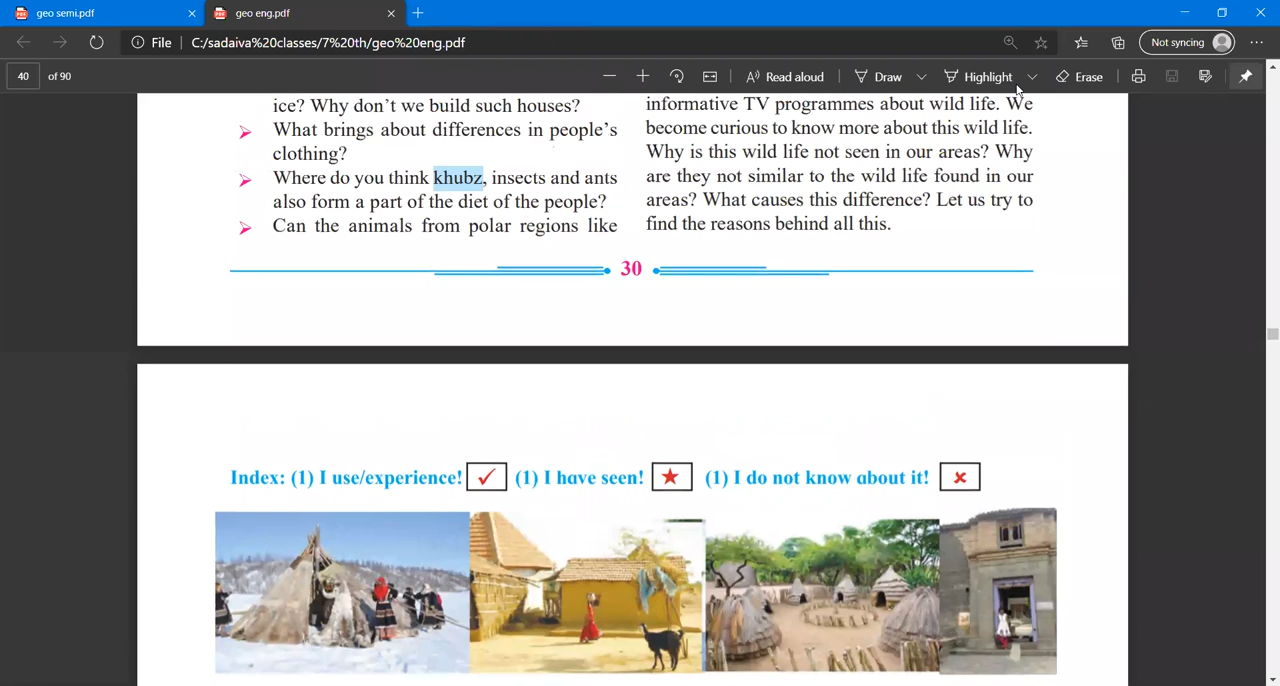 geo semi.pdf
geo eng.pdf
File
C:/sadaiva%20classes/7%20th/geo%20eng.pdf
Not syncing
40 of 90
Read aloud
Draw
Highlight
Erase
ice? Why don't we build such houses?
What brings about differences in people's
clothing?
Where do you think khubz, insects and ants
also form a part of the diet of the people?
Can the animals from polar regions like
informative TV programmes about wild life. We
become curious to know more about this wild life.
Why is this wild life not seen in our areas? Why
are they not similar to the wild life found in our
areas? What causes this difference? Let us try to
find the reasons behind all this.
30
Index: (1) I use/experience! (1) I have seen! (1) I do not know about it!